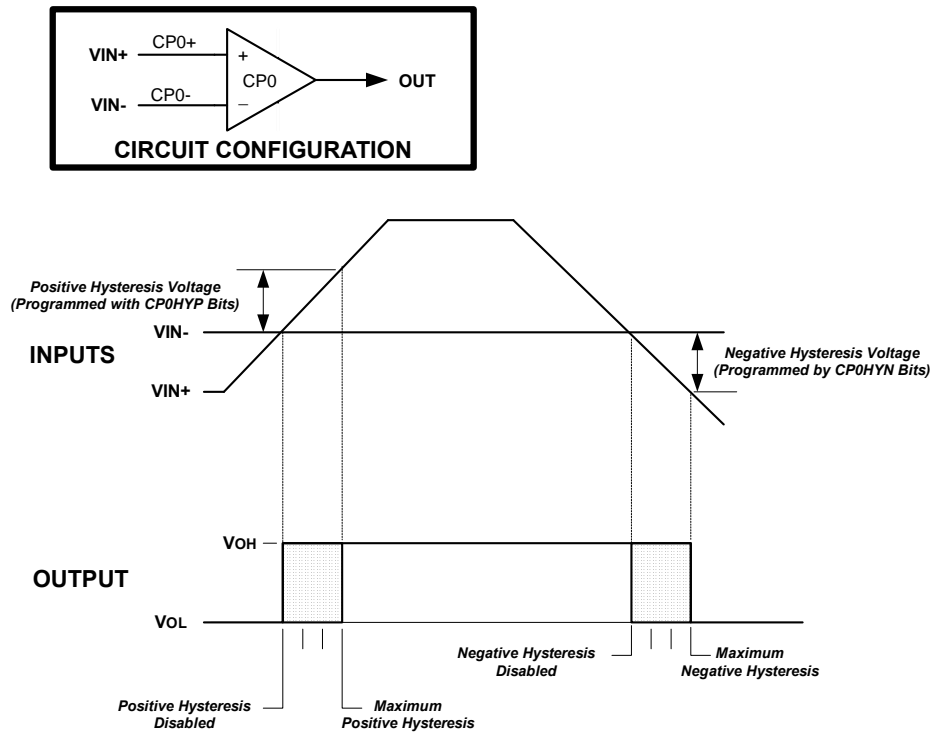 VIN+
CP0+
+
CP0
OUT
VIN-
CP0-
–
CIRCUIT CONFIGURATION
Positive Hysteresis Voltage
(Programmed with CP0HYP Bits)
VIN-
INPUTS
VIN+
Negative Hysteresis Voltage
(Programmed by CP0HYN Bits)
VOH
OUTPUT
VOL
Negative Hysteresis
Disabled
Maximum
Negative Hysteresis
Positive Hysteresis
Disabled
Maximum
Positive Hysteresis